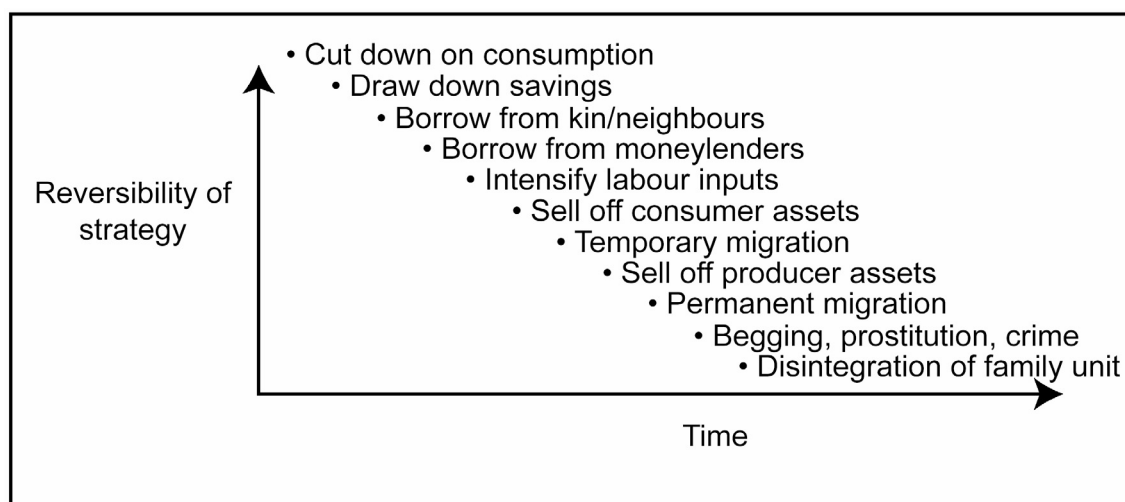 • Cut down on consumption
• Draw down savings
• Borrow from kin/neighbours
• Borrow from moneylenders
• Intensify labour inputs
• Sell off consumer assets
• Temporary migration
• Sell off producer assets
• Permanent migration
• Begging, prostitution, crime
• Disintegration of family unit
Reversibility of
strategy
Time